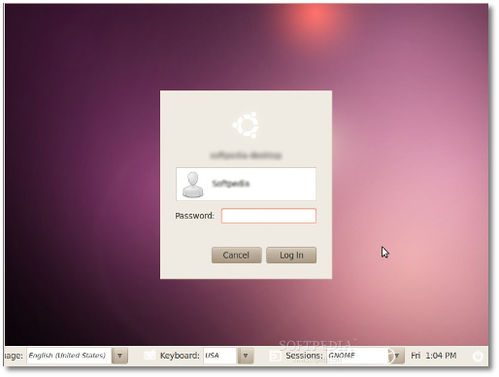 softpedia-desktop
Softpedia
Password:
Cancel Log In
uage: English (United States) Keyboard: USA Sessions: GNOME Fri 1:04 PM
SOFTPEDIA